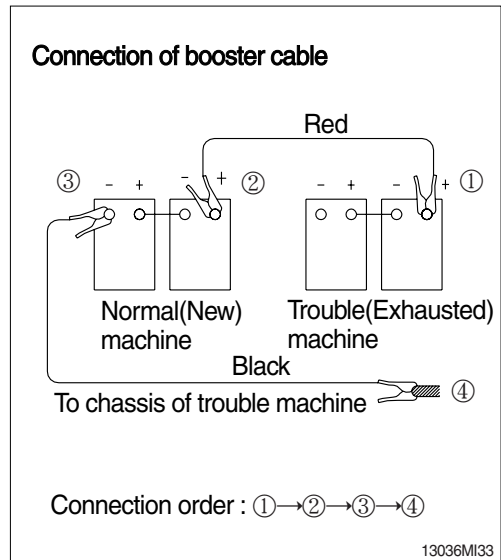 Connection of booster cable
Red
③ - + - + ② - + - + ①
Normal(New) machine
Trouble(Exhausted) machine
Black
To chassis of trouble machine ④
Connection order : ①→②→③→④
13036MI33